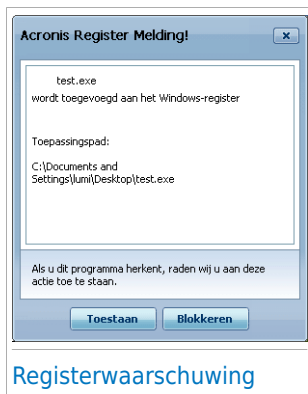 Acronis Register Melding!
test.exe
wordt toegevoegd aan het Windows-register
Toepassingspad:
C:\Documents and
Settings\lumi\Desktop\test.exe
Als u dit programma herkent, raden wij u aan deze
actie toe te staan.
Toestaan Blokkeren
Registerwaarschuwing